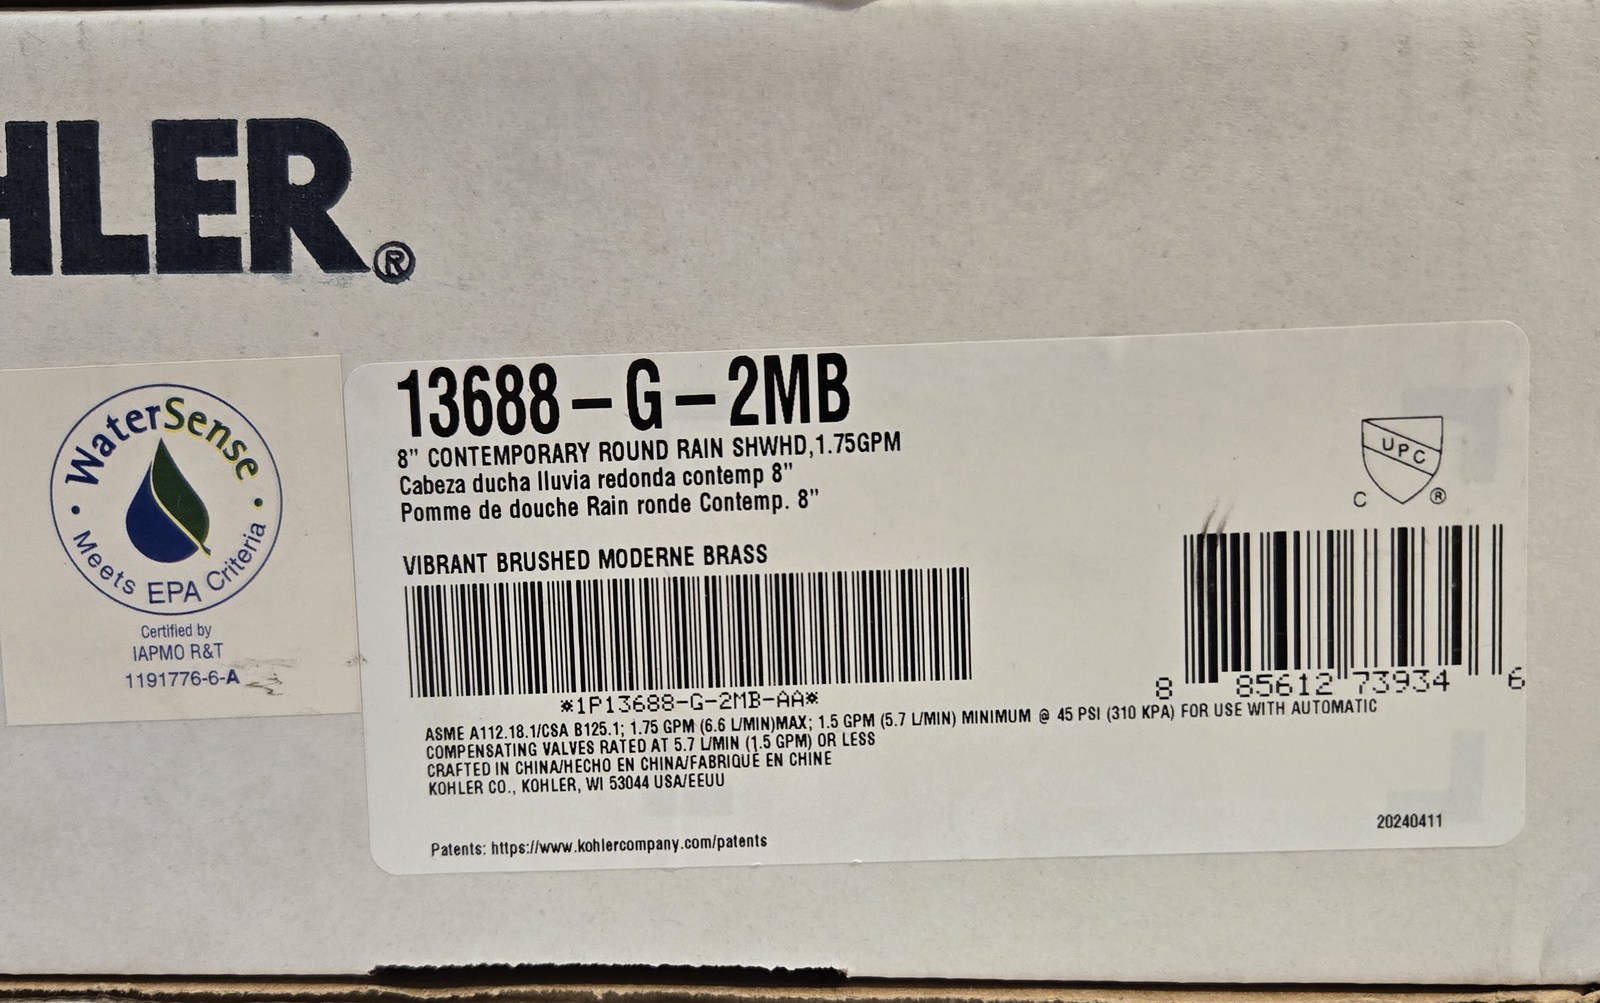 HLER®
WaterSense
Meets EPA Criteria
Certified by
IAPMO R&T
1191776-6-A
13688-G-2MB
8" CONTEMPORARY ROUND RAIN SHWHD,1.75GPM
Cabeza ducha lluvia redonda contemp 8"
Pomme de douche Rain ronde Contemp. 8"
VIBRANT BRUSHED MODERNE BRASS
*1P13688-G-2MB-AA*
UPC
C ®
8 85612 73934 6
ASME A112.18.1/CSA B125.1; 1.75 GPM (6.6 L/MIN)MAX; 1.5 GPM (5.7 L/MIN) MINIMUM @ 45 PSI (310 KPA) FOR USE WITH AUTOMATIC
COMPENSATING VALVES RATED AT 5.7 L/MIN (1.5 GPM) OR LESS
CRAFTED IN CHINA/HECHO EN CHINA/FABRIQUÉ EN CHINE
KOHLER CO., KOHLER, WI 53044 USA/EEUU
20240411
Patents: https://www.kohlercompany.com/patents